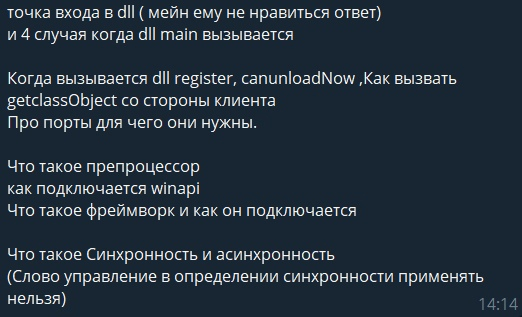 точка входа в dll ( мейн ему не нравиться ответ)
и 4 случая когда dll main вызывается
Когда вызывается dll register, canunloadNow ,Как вызвать
getclassObject со стороны клиента
Про порты для чего они нужны.
Что такое препроцессор
как подключается winapi
Что такое фреймворк и как он подключается
Что такое Синхронность и асинхронность
(Слово управление в определении синхронности применять
нельзя)
14:14